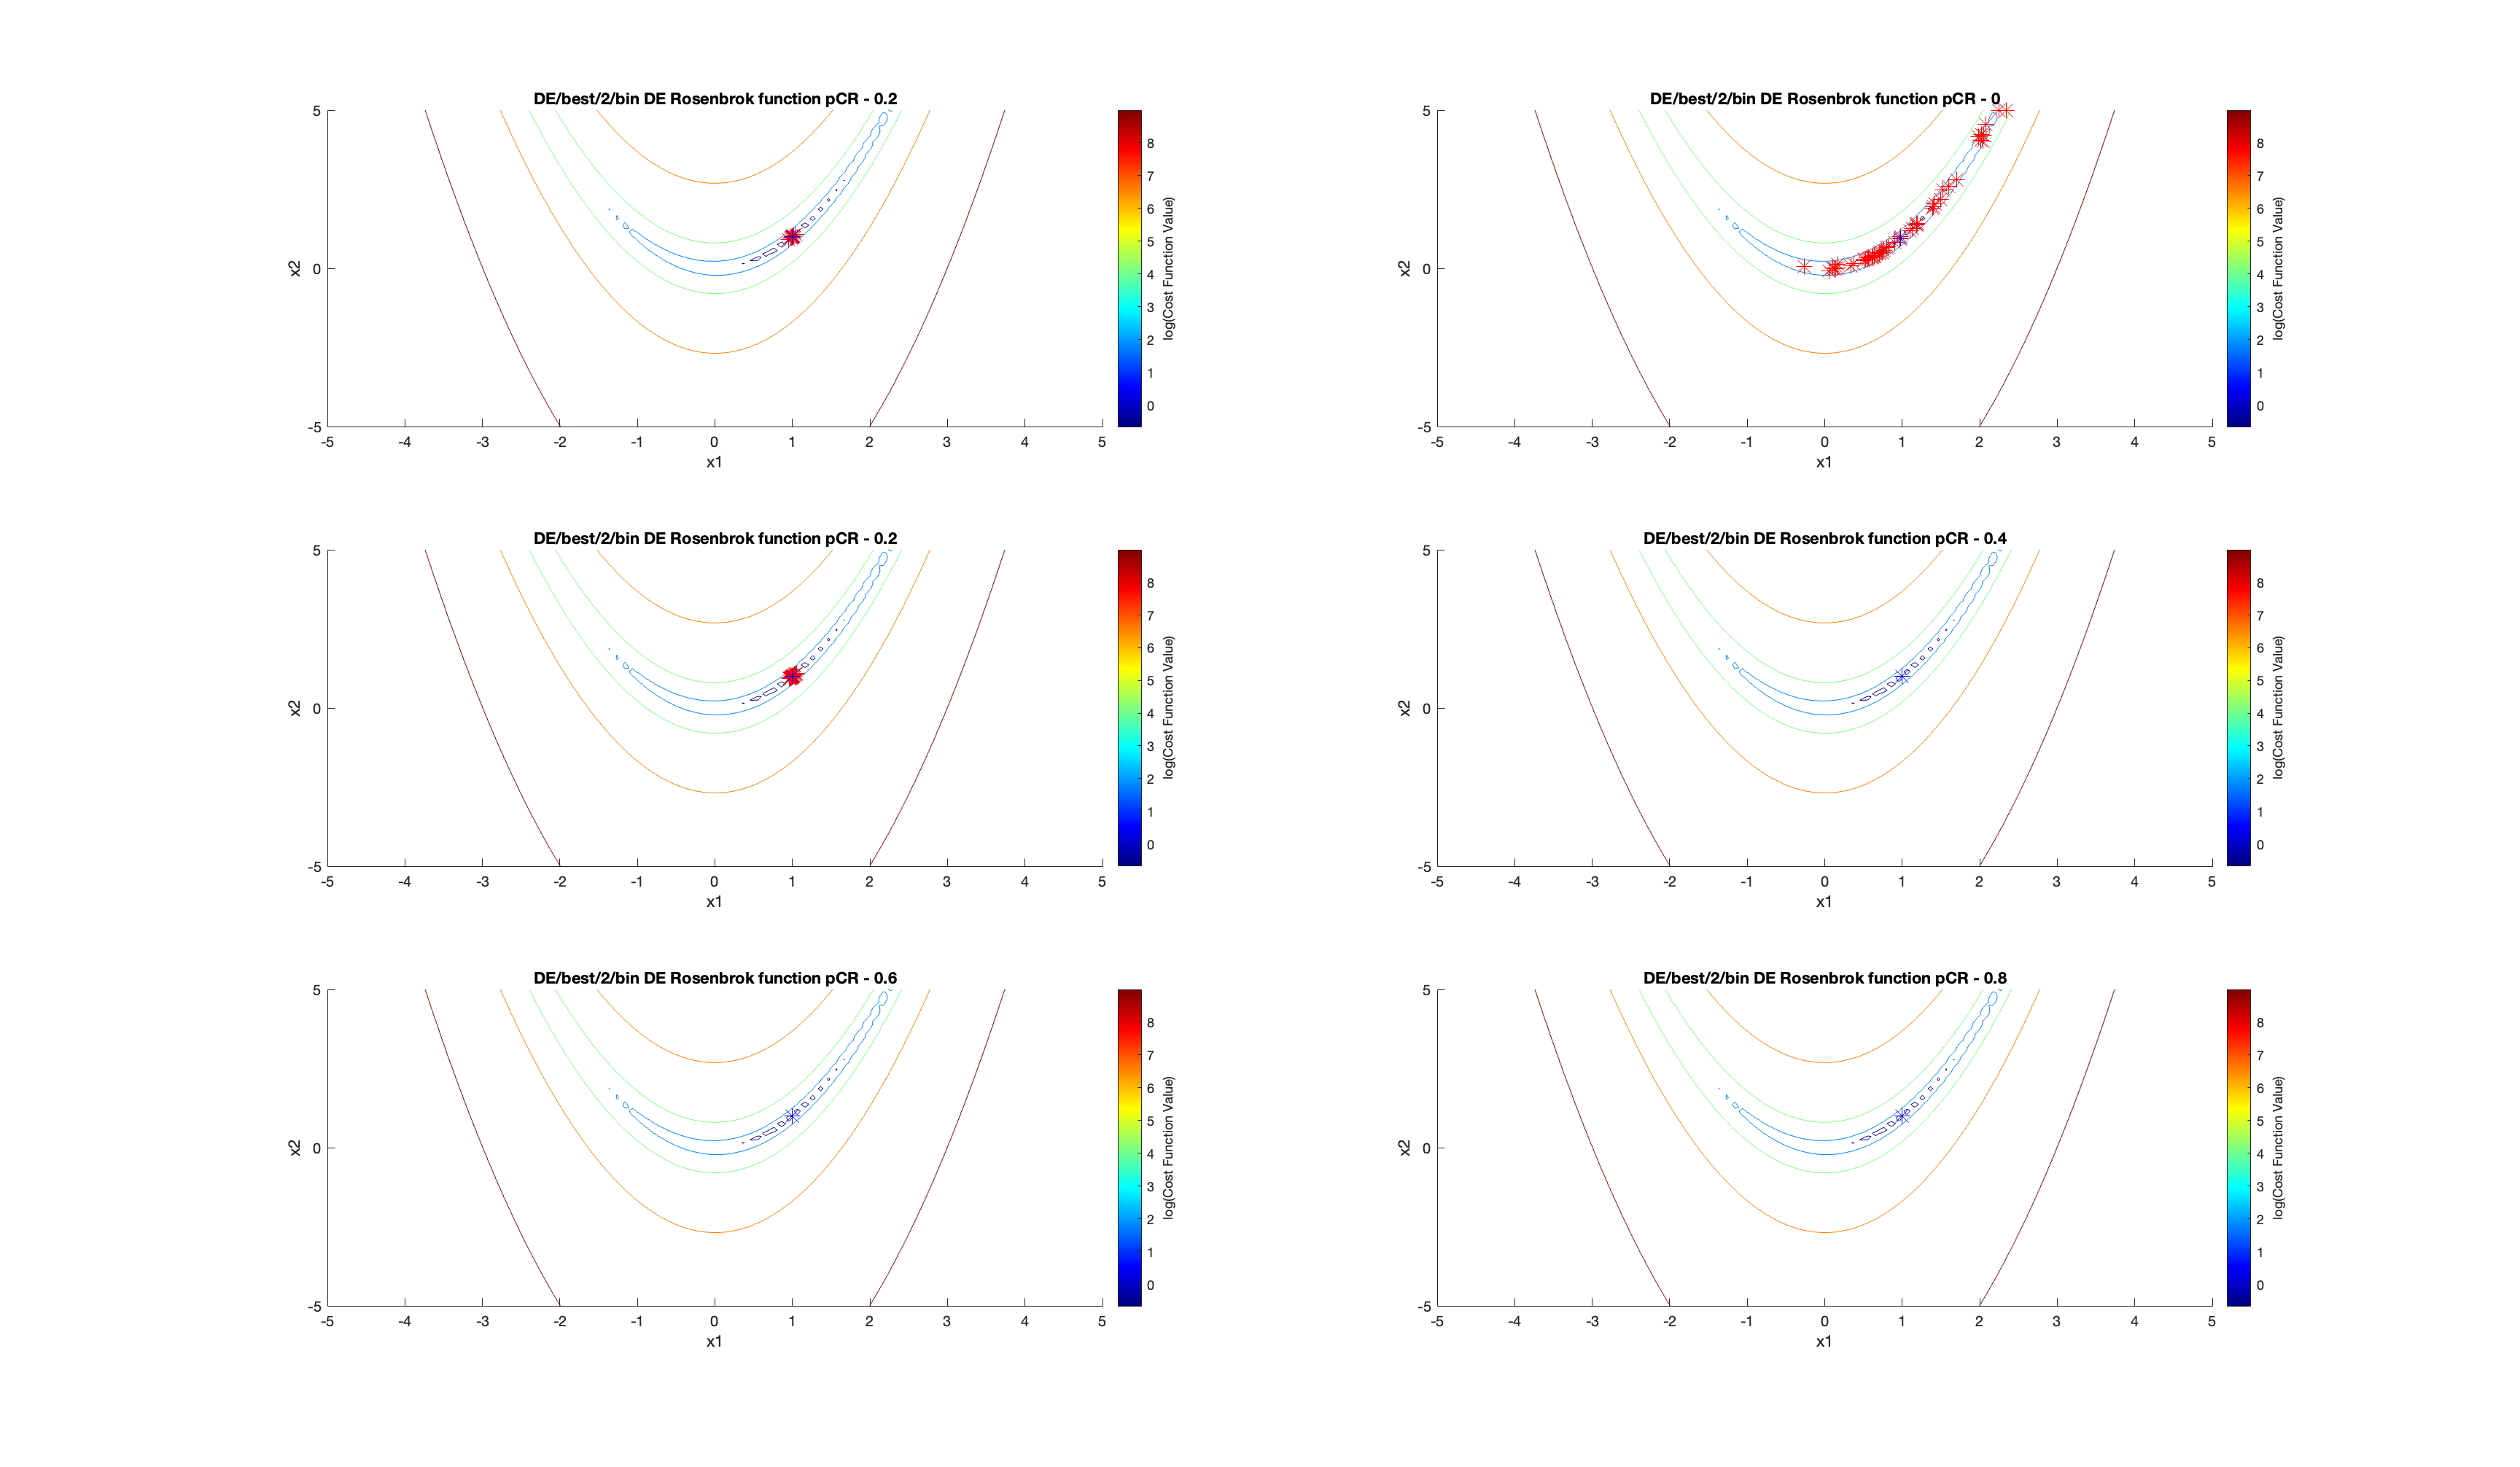 DE/best/2/bin DE Rosenbrok function pCR - 0.2
5
0
-5
x2
-5 -4 -3 -2 -1 0 1 2 3 4 5
x1
8
7
6
5
4
3
2
1
0
log(Cost Function Value)
DE/best/2/bin DE Rosenbrok function pCR - 0
5
0
-5
x2
-5 -4 -3 -2 -1 0 1 2 3 4 5
x1
8
7
6
5
4
3
2
1
0
log(Cost Function Value)
DE/best/2/bin DE Rosenbrok function pCR - 0.2
5
0
-5
x2
-5 -4 -3 -2 -1 0 1 2 3 4 5
x1
8
7
6
5
4
3
2
1
0
log(Cost Function Value)
DE/best/2/bin DE Rosenbrok function pCR - 0.4
5
0
-5
x2
-5 -4 -3 -2 -1 0 1 2 3 4 5
x1
8
7
6
5
4
3
2
1
0
log(Cost Function Value)
DE/best/2/bin DE Rosenbrok function pCR - 0.6
5
0
-5
x2
-5 -4 -3 -2 -1 0 1 2 3 4 5
x1
8
7
6
5
4
3
2
1
0
log(Cost Function Value)
DE/best/2/bin DE Rosenbrok function pCR - 0.8
5
0
-5
x2
-5 -4 -3 -2 -1 0 1 2 3 4 5
x1
8
7
6
5
4
3
2
1
0
log(Cost Function Value)